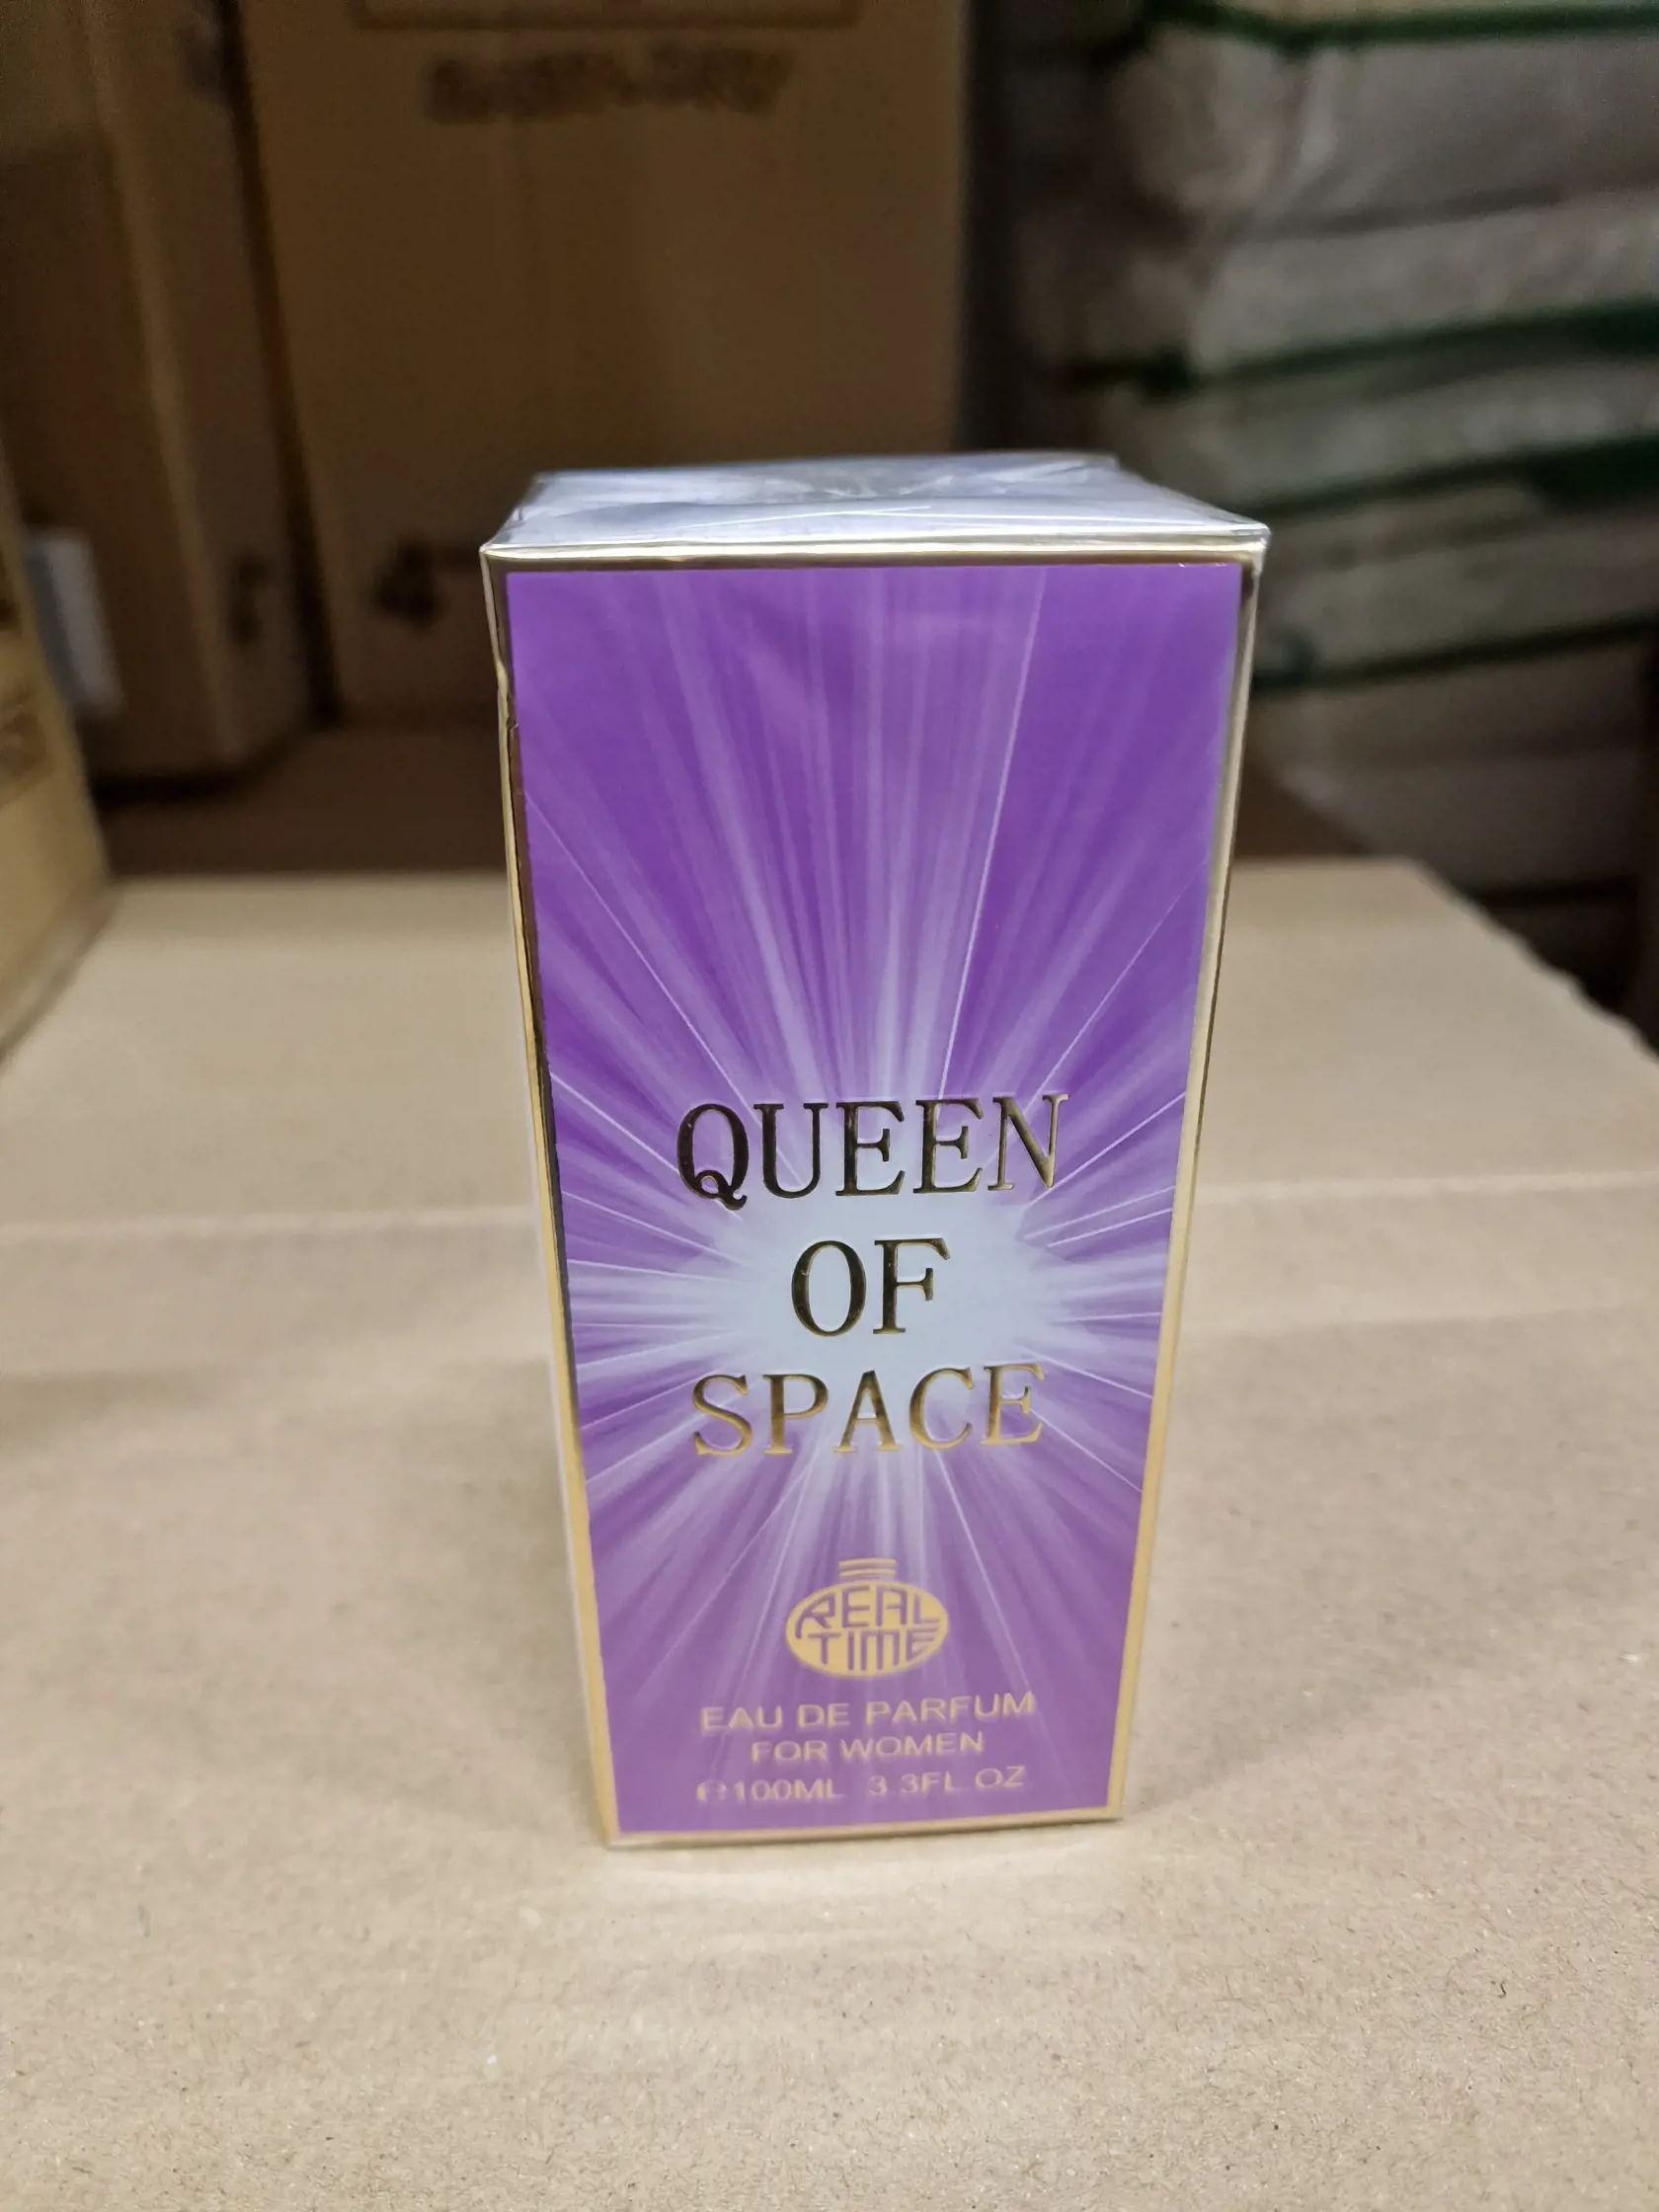 QUEEN
OF
SPACE
REAL
TIME
EAU DE PARFUM
FOR WOMEN
℮100ML 3.3FL.OZ